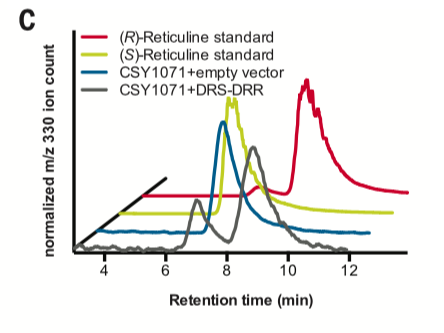 C
(R)-Reticuline standard
(S)-Reticuline standard
CSY1071+empty vector
CSY1071+DRS-DRR
normalized m/z 330 ion count
4 6 8 10 12
Retention time (min)